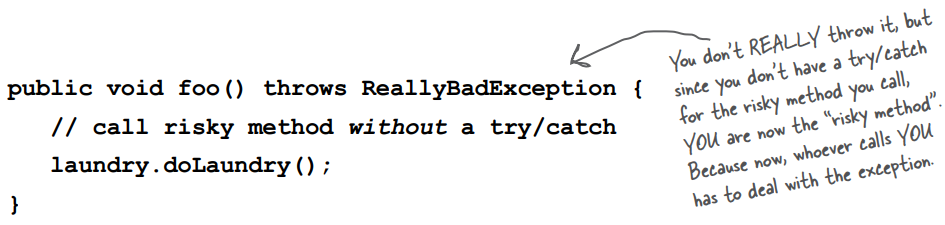 public void foo() throws ReallyBadException {
// call risky method without a try/catch
laundry.doLaundry();
}
You don't REALLY throw it, but
since you don't have a try/catch
for the risky method you call,
YOU are now the "risky method".
Because now, whoever calls YOU
has to deal with the exception.